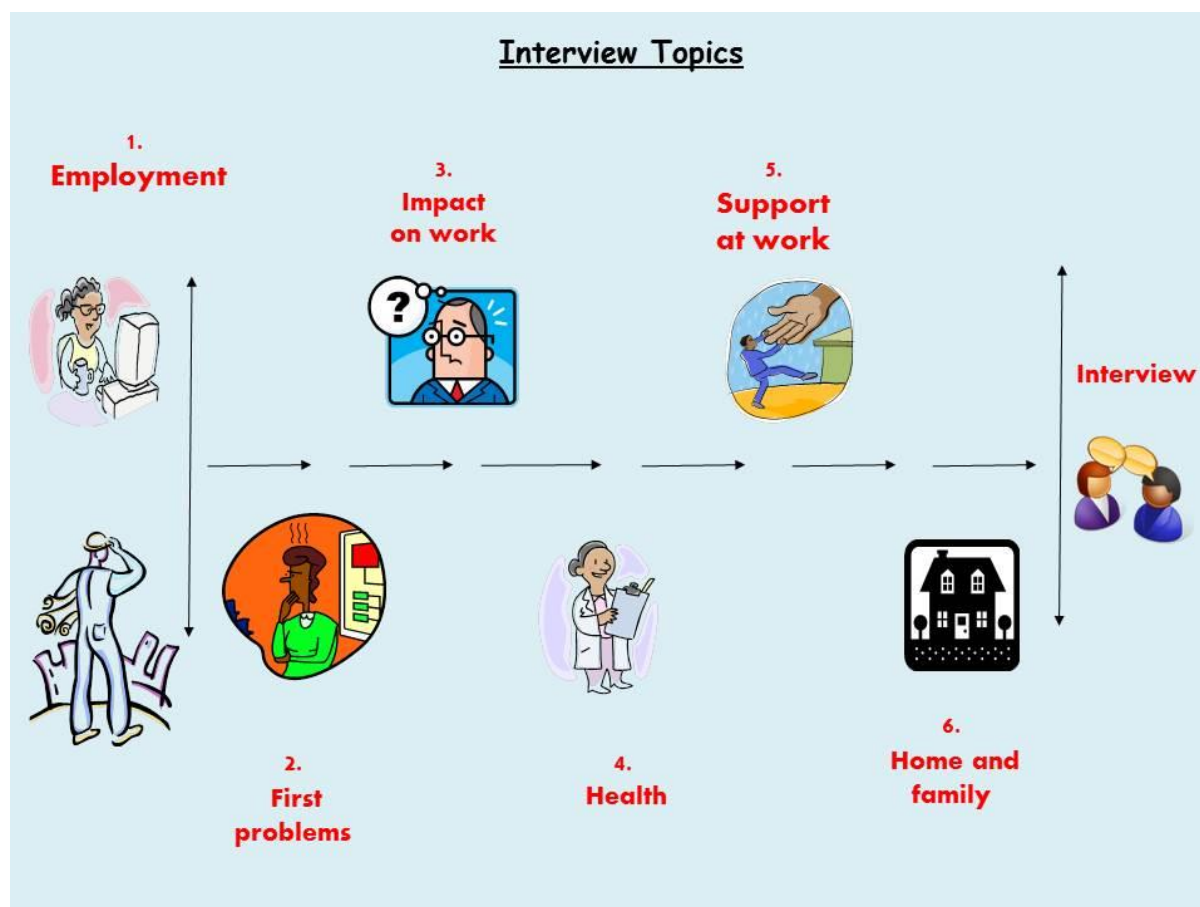 Interview Topics
1.
Employment
2.
First
problems
3.
Impact
on work
?
4.
Health
5.
Support
at work
6.
Home and
family
Interview